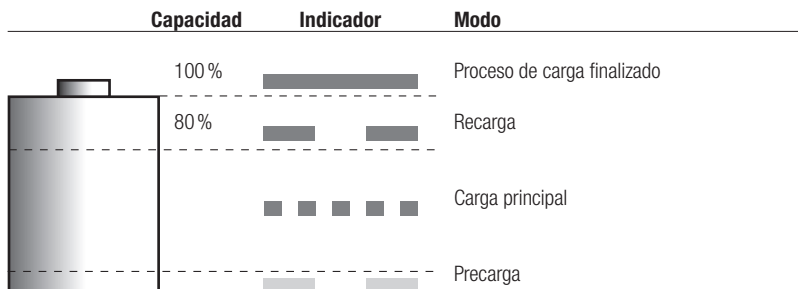 Capacidad Indicador Modo
100 % Proceso de carga finalizado
80 % Recarga
Carga principal
Precarga